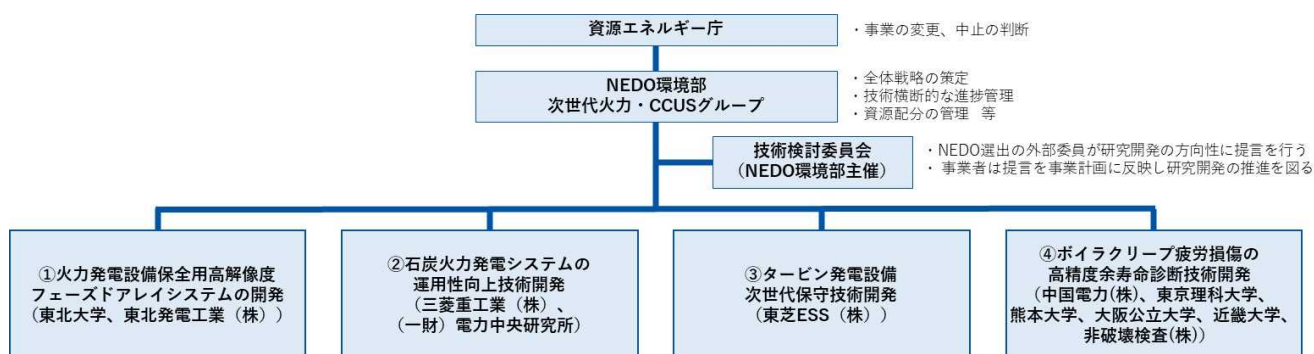 資源エネルギー庁
・事業の変更、中止の判断
NEDO環境部
次世代火力・CCUSグループ
・全体戦略の策定
・技術横断的な進捗管理
・資源配分の管理　等
技術検討委員会
（NEDO環境部主催）
・NEDO選出の外部委員が研究開発の方向性に提言を行う
・ 事業者は提言を事業計画に反映し研究開発の推進を図る
①火力発電設備保全用高解像度
フェーズドアレイシステムの開発
（東北大学、東北発電工業（株））
②石炭火力発電システムの
運用性向上技術開発
（三菱重工業（株）、
（一財）電力中央研究所）
③タービン発電設備
次世代保守技術開発
（東芝ESS（株））
④ボイラクリープ疲労損傷の
高精度余寿命診断技術開発
（中国電力(株)、東京理科大学、
熊本大学、大阪公立大学、近畿大学、
非破壊検査(株)）